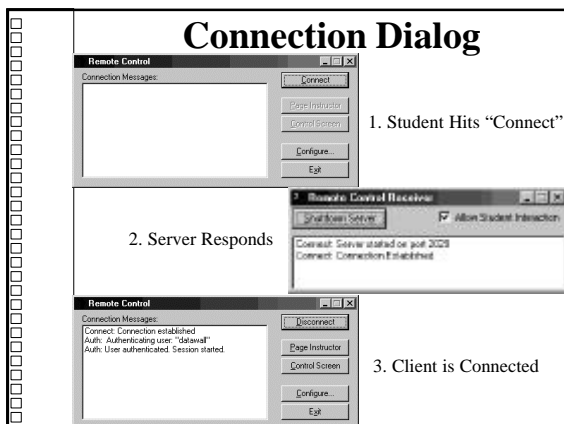 Connection Dialog
Remote Control
Connection Messages:
Connect
Page Instructor
Control Screen
Configure...
Exit
1. Student Hits “Connect”
2. Server Responds
Remote Control Receiver
Shutdown Server
Allow Student Interaction
Connect: Server started on port 2029
Connect: Connection Established
Remote Control
Connection Messages:
Connect: Connection established
Auth: Authenticating user: "datawall"
Auth: User authenticated. Session started.
Disconnect
Page Instructor
Control Screen
Configure...
Exit
3. Client is Connected